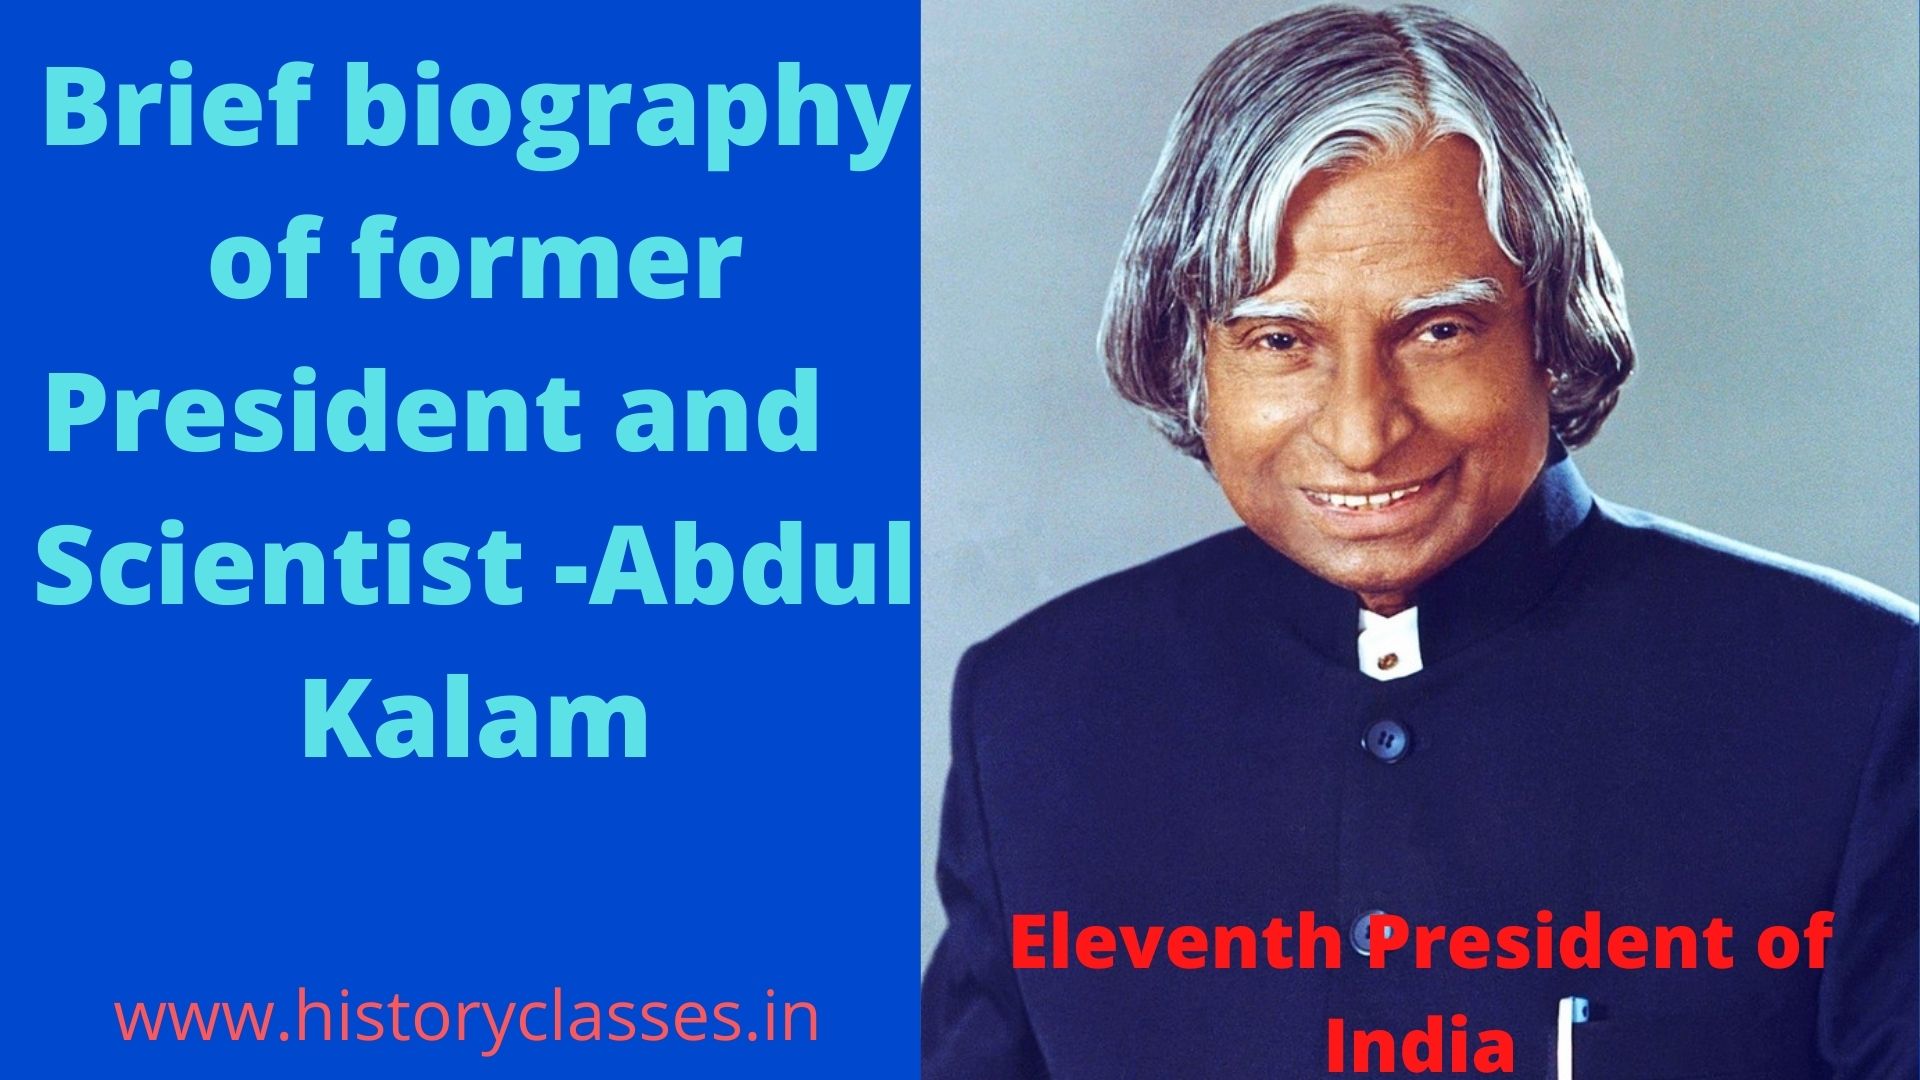 Brief biography
of former
President and
Scientist -Abdul
Kalam
www.historyclasses.in
Eleventh President of
India